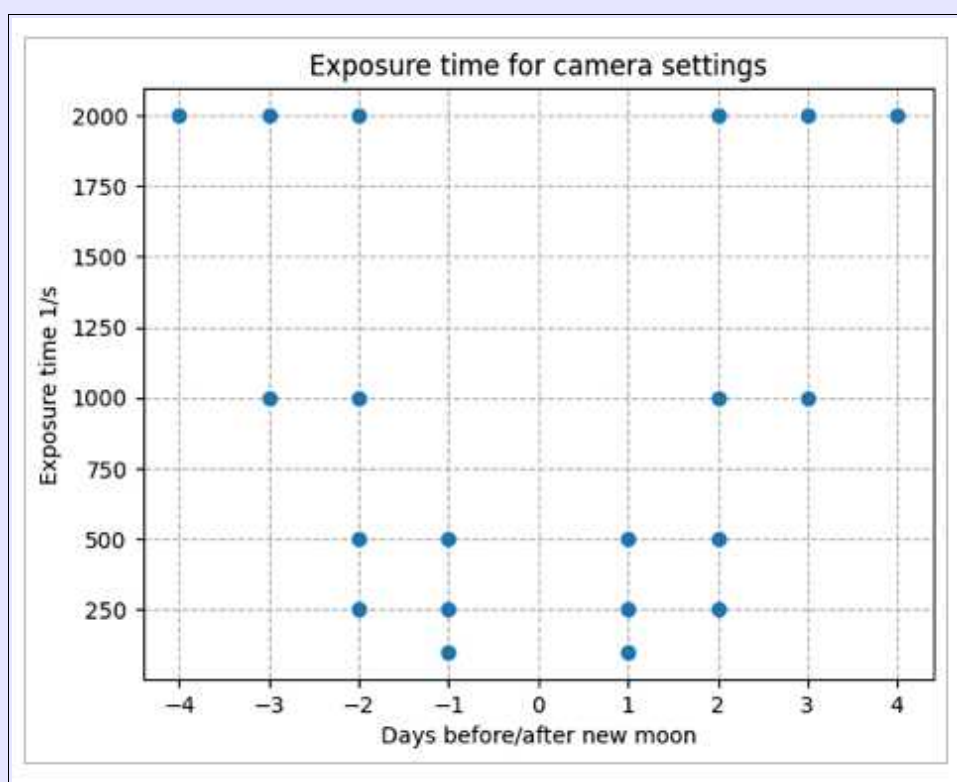 Exposure time for camera settings
2000
1750
1500
1250
1000
750
500
250
Exposure time 1/s
−4 −3 −2 −1 0 1 2 3 4
Days before/after new moon